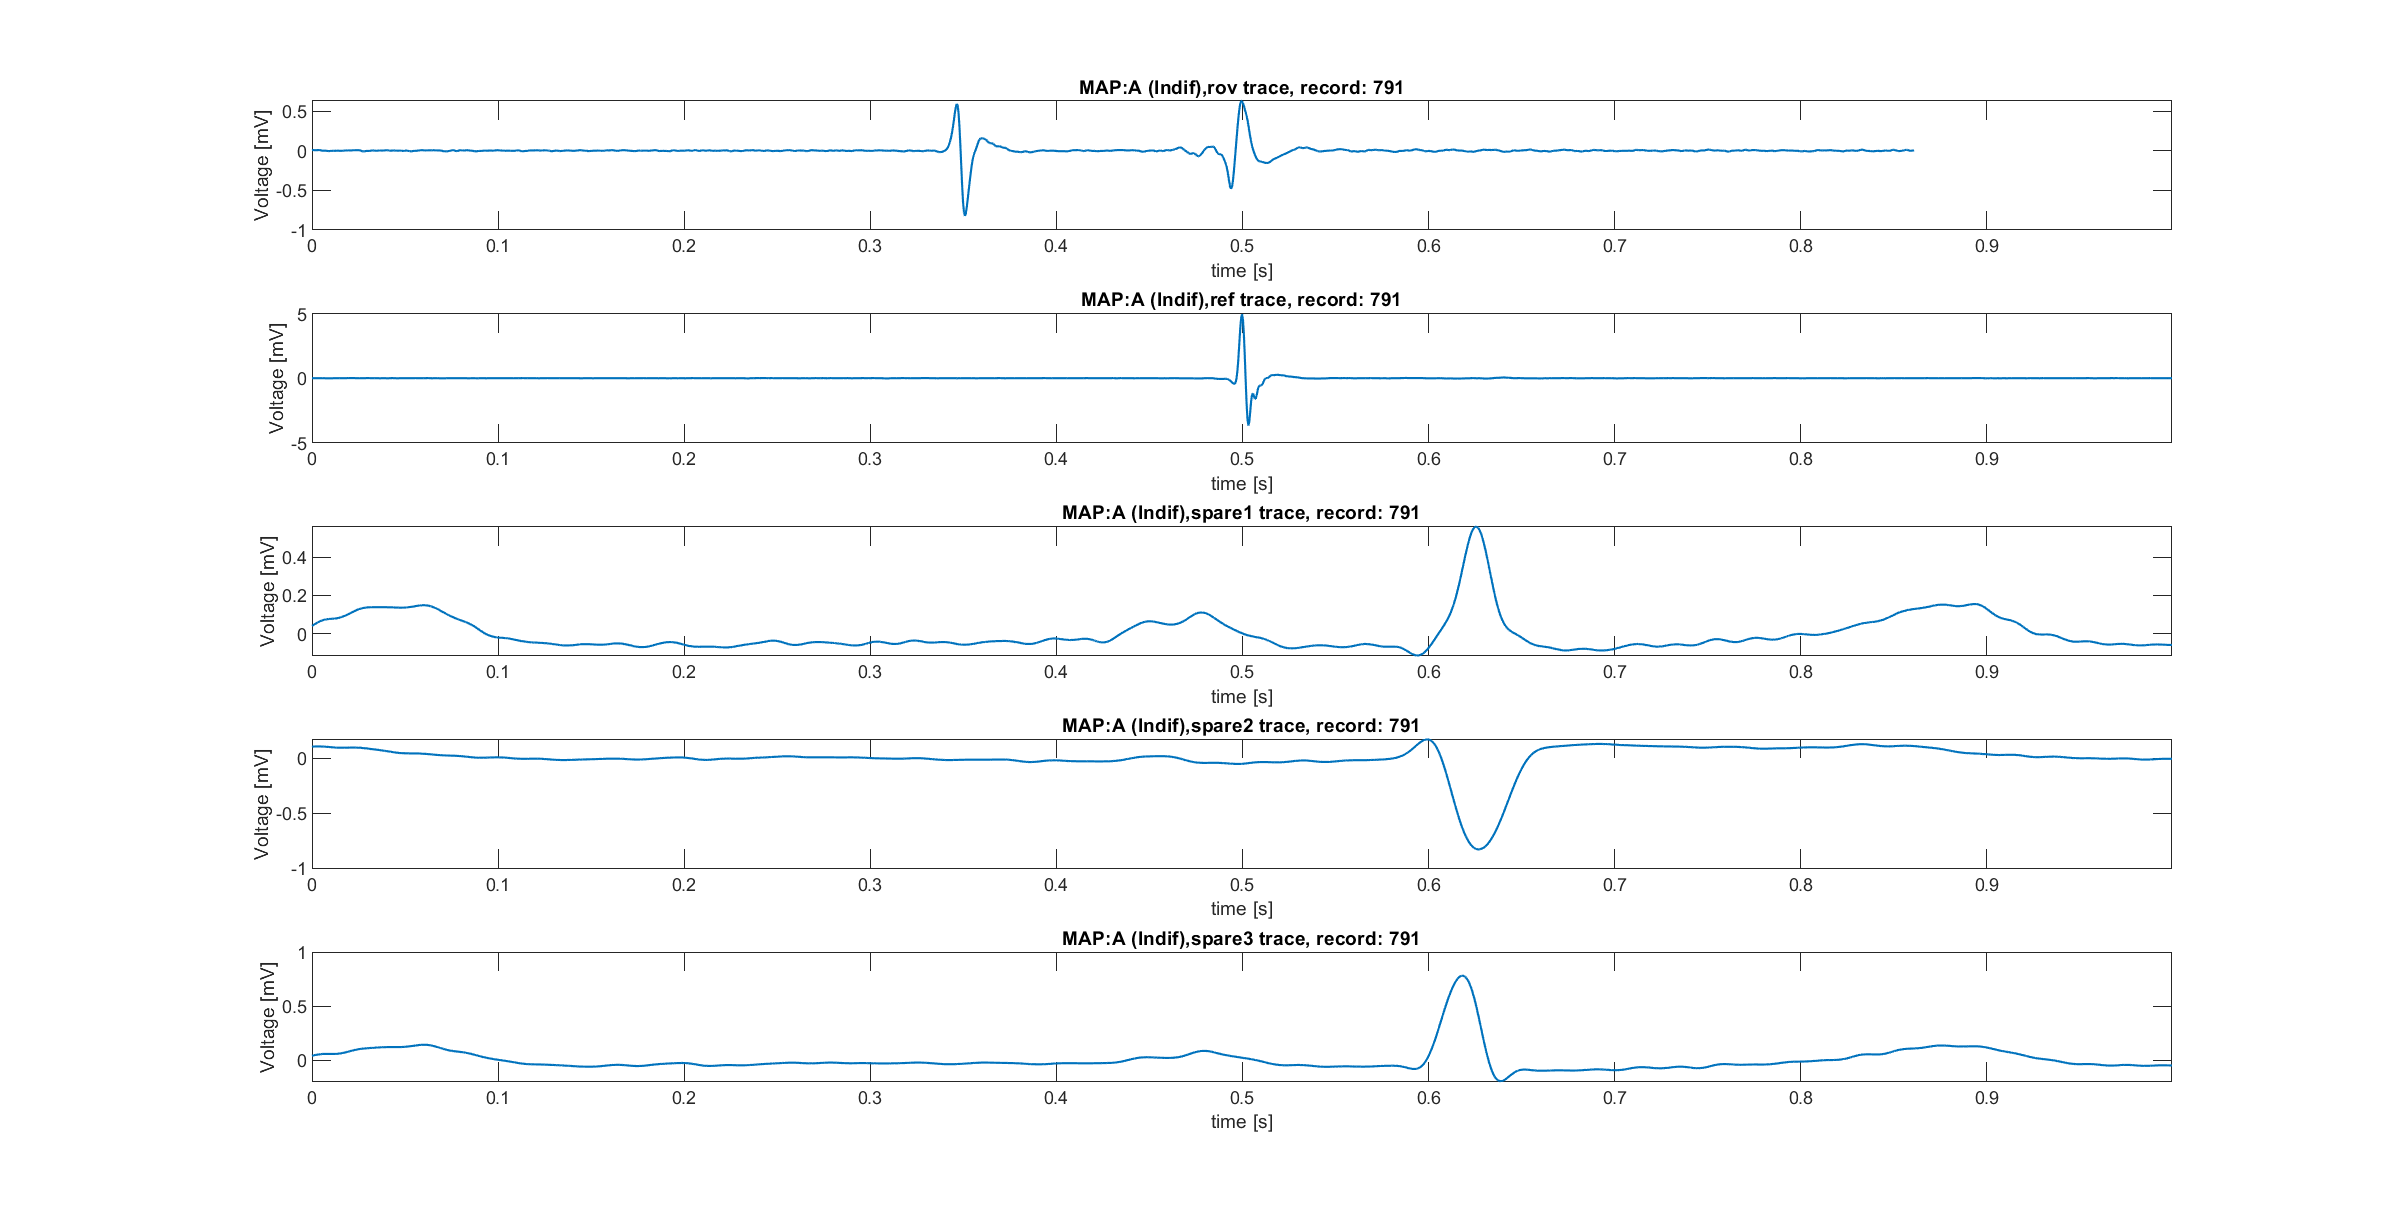 MAP:A (Indif),rov trace, record: 791
Voltage [mV]
0.5
0
-0.5
-1
0 0.1 0.2 0.3 0.4 0.5 0.6 0.7 0.8 0.9
time [s]
MAP:A (Indif),ref trace, record: 791
Voltage [mV]
5
0
-5
0 0.1 0.2 0.3 0.4 0.5 0.6 0.7 0.8 0.9
time [s]
MAP:A (Indif),spare1 trace, record: 791
Voltage [mV]
0.4
0.2
0
0 0.1 0.2 0.3 0.4 0.5 0.6 0.7 0.8 0.9
time [s]
MAP:A (Indif),spare2 trace, record: 791
Voltage [mV]
0
-0.5
-1
0 0.1 0.2 0.3 0.4 0.5 0.6 0.7 0.8 0.9
time [s]
MAP:A (Indif),spare3 trace, record: 791
Voltage [mV]
1
0.5
0
0 0.1 0.2 0.3 0.4 0.5 0.6 0.7 0.8 0.9
time [s]